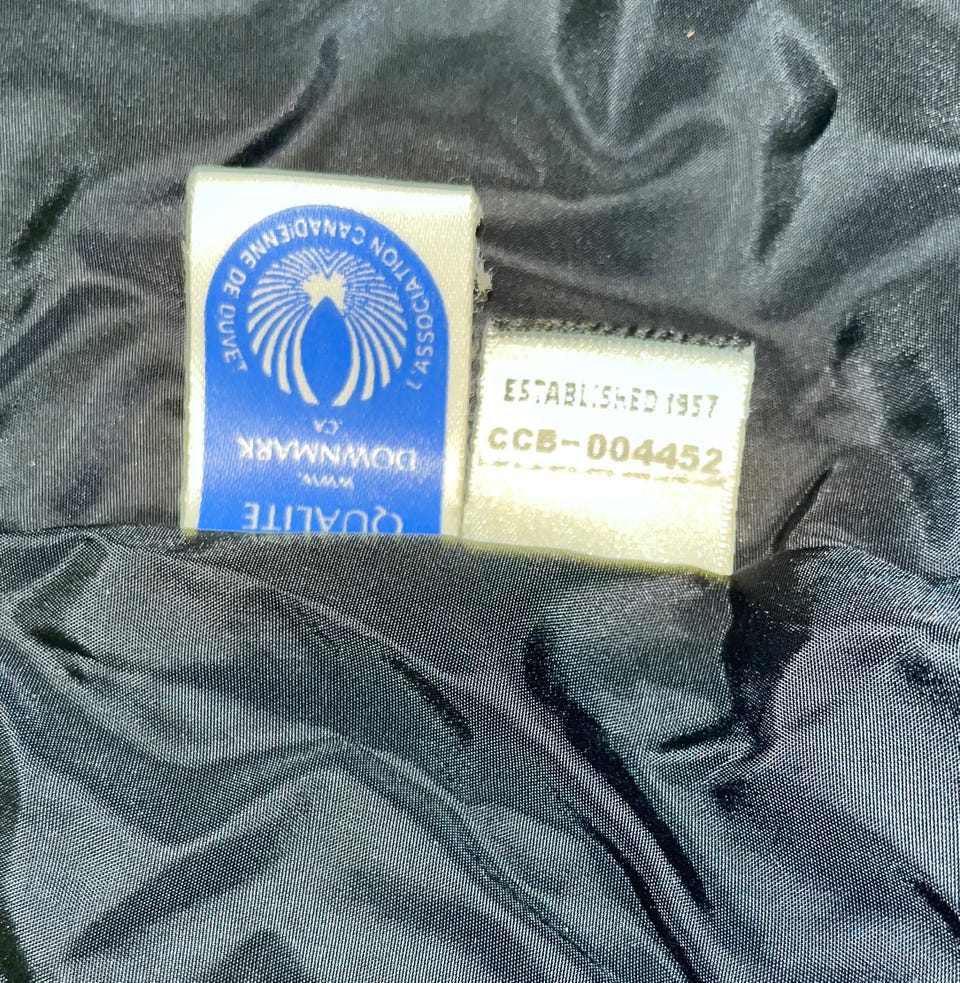 QUALITE
www.
DOWNMARK
.CA
L'ASSOCIATION CANADIENNE DE DUVET
ESTABLISHED 1957
CCB-004452